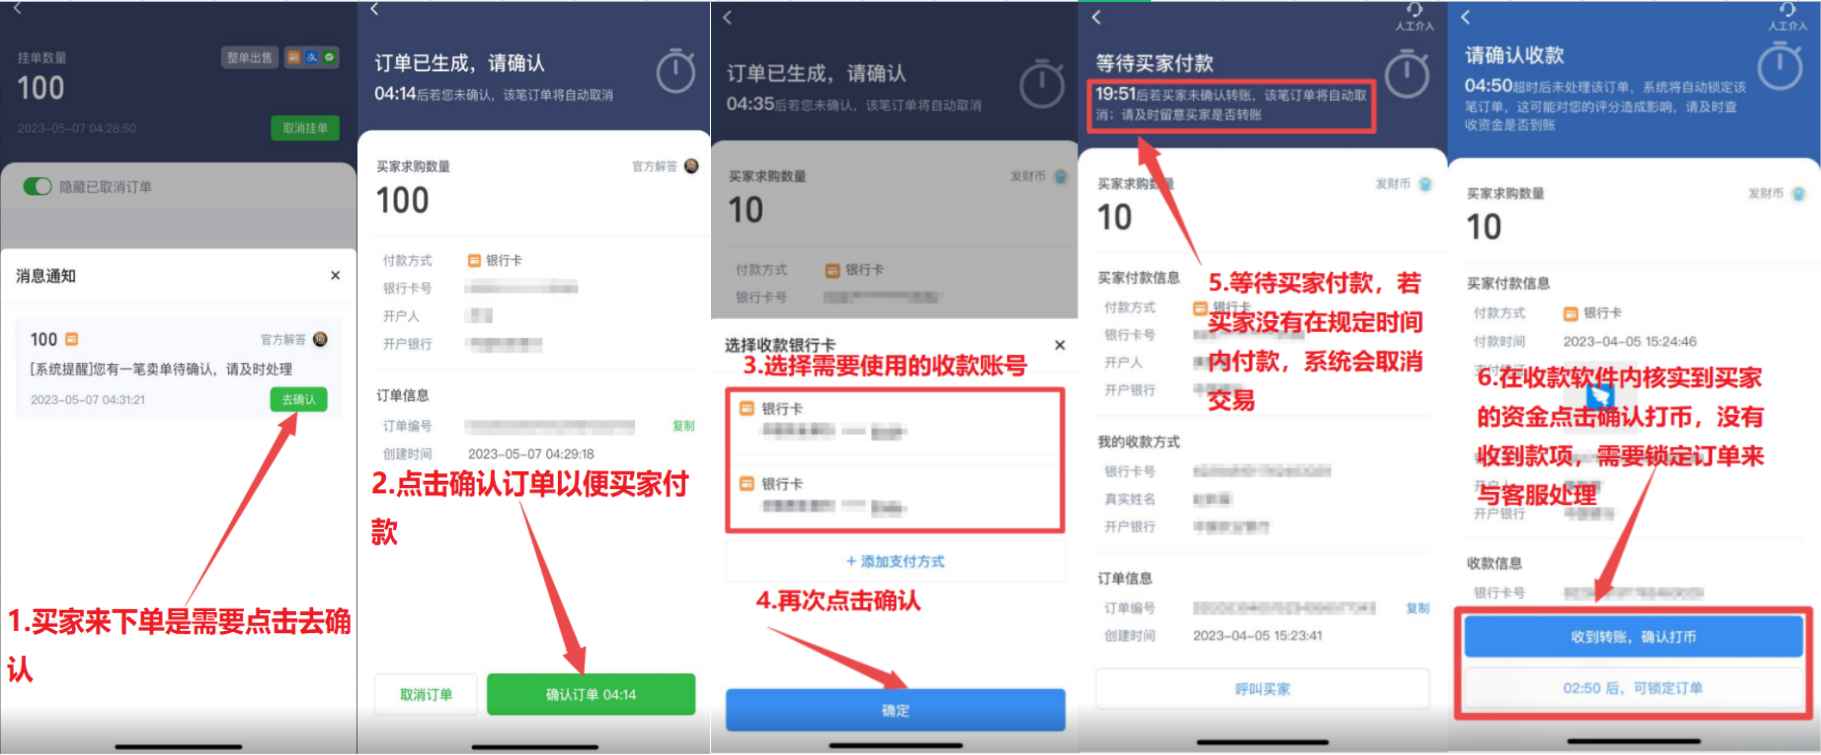 挂单数量
整单出售
100
2023-05-07 04:28:50
取消挂单
隐藏已取消订单
消息通知
×
100
官方解答
[系统提醒]您有一笔卖单待确认，请及时处理
2023-05-07 04:31:21
去确认
1.买家来下单是需要点击去确
认
订单已生成，请确认
04:14后若您未确认，该笔订单将自动取消
买家求购数量
官方解答
100
付款方式
银行卡
银行卡号
开户人
开户银行
订单信息
订单编号
复制
创建时间
2023-05-07 04:29:18
2.点击确认订单以便买家付
款
取消订单
确认订单 04:14
订单已生成，请确认
04:35后若您未确认，该笔订单将自动取消
买家求购数量
发财币
10
付款方式
银行卡
银行卡号
选择收款银行卡
×
3.选择需要使用的收款账号
银行卡
银行卡
+ 添加支付方式
4.再次点击确认
确定
人工介入
等待买家付款
19:51后若买家未确认转账，该笔订单将自动取
消；请及时留意买家是否转账
买家求购数量
发财币
10
买家付款信息
付款方式
银行卡
银行卡号
开户人
开户银行
5.等待买家付款，若
买家没有在规定时间
内付款，系统会取消
交易
我的收款方式
银行卡号
真实姓名
开户银行
订单信息
订单编号
复制
创建时间
2023-04-05 15:23:41
呼叫买家
人工介入
请确认收款
04:50超时后未处理该订单，系统将自动锁定该
笔订单，这可能对您的评分造成影响，请及时查
收资金是否到账
买家求购数量
发财币
10
买家付款信息
付款方式
银行卡
付款时间
2023-04-05 15:24:46
6.在收款软件内核实到买家
的资金点击确认打币，没有
收到款项，需要锁定订单来
与客服处理
开户银行
收款信息
银行卡号
收到转账，确认打币
02:50 后，可锁定订单